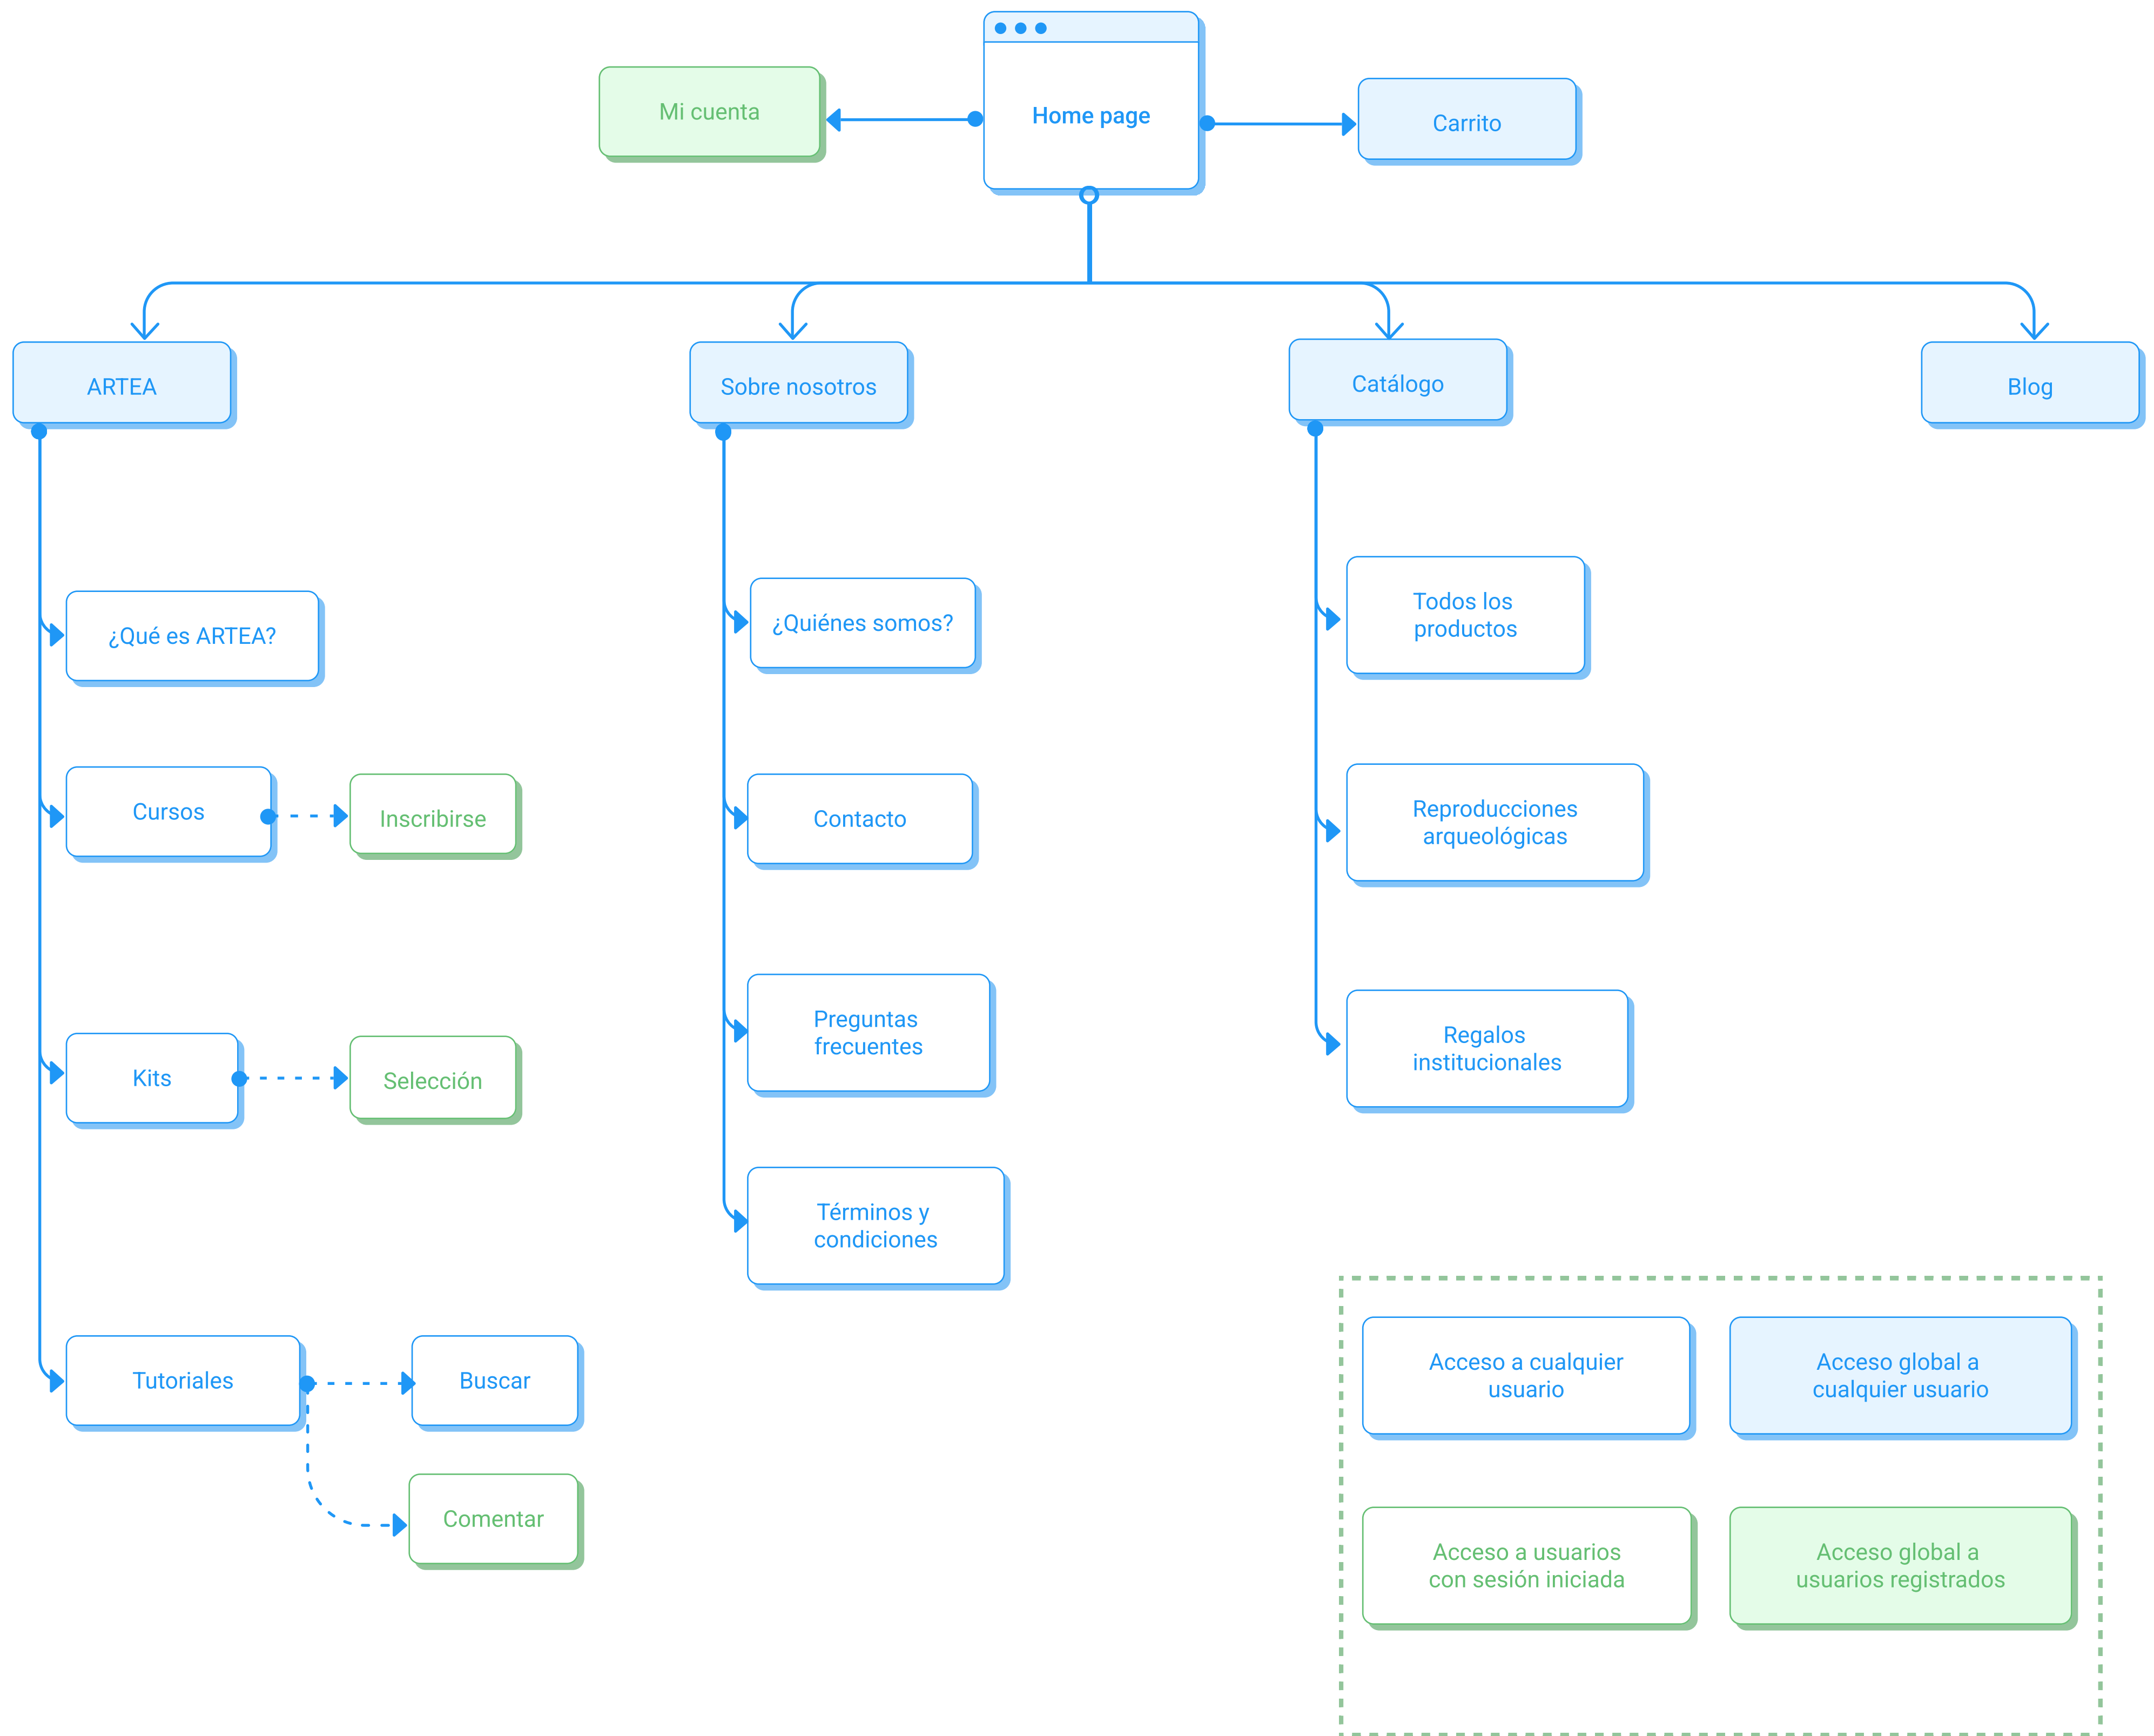 Mi cuenta
Home page
Carrito
ARTEA
Sobre nosotros
Catálogo
Blog
¿Qué es ARTEA?
Cursos
Inscribirse
Kits
Selección
Tutoriales
Buscar
Comentar
¿Quiénes somos?
Contacto
Preguntas
frecuentes
Términos y
condiciones
Todos los
productos
Reproducciones
arqueológicas
Regalos
institucionales
Acceso a cualquier
usuario
Acceso global a
cualquier usuario
Acceso a usuarios
con sesión iniciada
Acceso global a
usuarios registrados